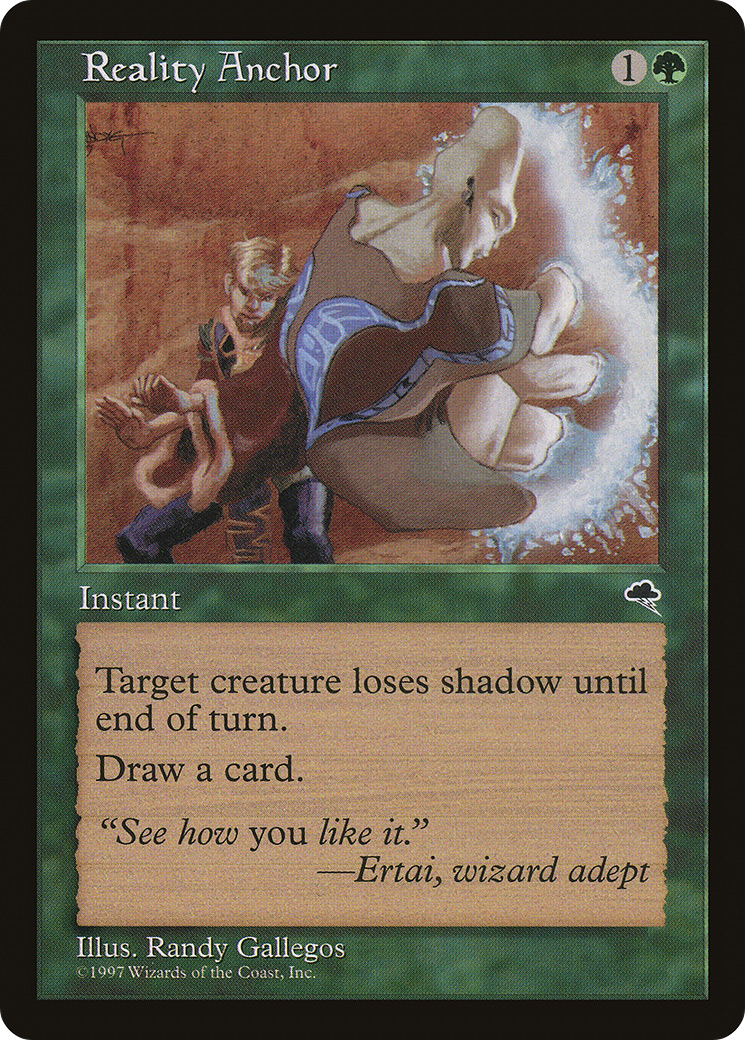 Reality Anchor
1
Instant
Target creature loses shadow until
end of turn.
Draw a card.
“See how you like it.”
—Ertai, wizard adept
Illus. Randy Gallegos
©1997 Wizards of the Coast, Inc.